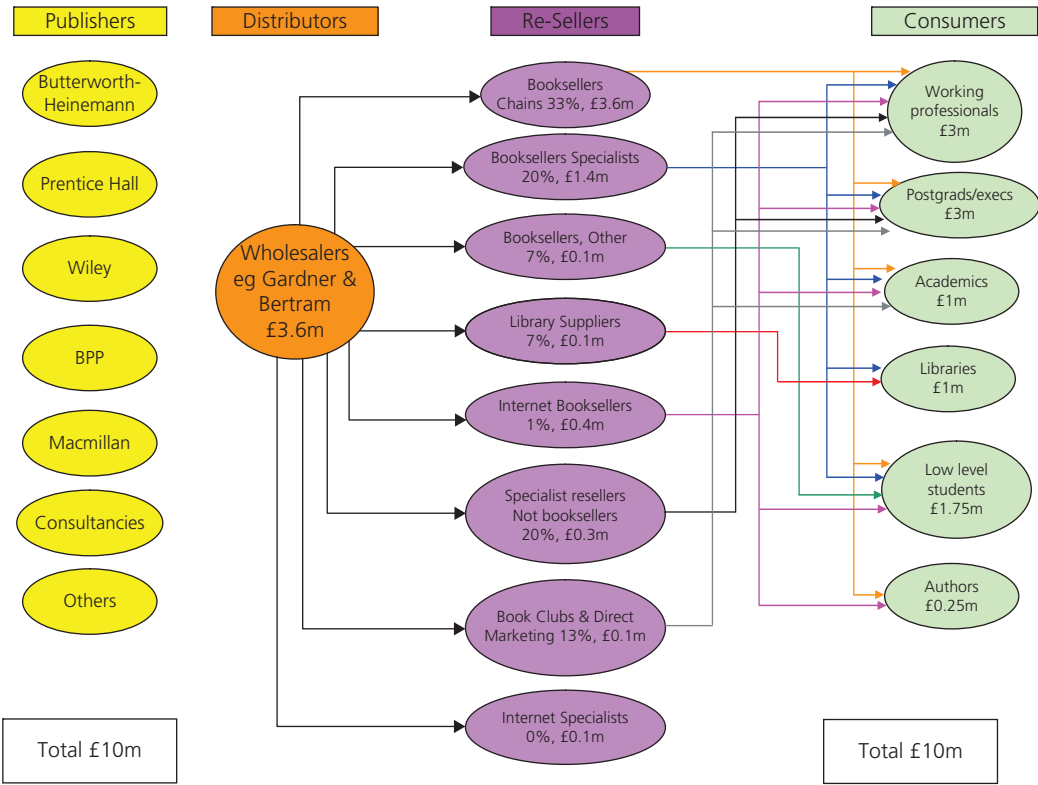 Publishers
Distributors
Re-Sellers
Consumers
Butterworth-
Heinemann
Prentice Hall
Wiley
BPP
Macmillan
Consultancies
Others
Total £10m
Wholesalers
eg Gardner &
Bertram
£3.6m
Booksellers
Chains 33%, £3.6m
Booksellers Specialists
20%, £1.4m
Booksellers, Other
7%, £0.1m
Library Suppliers
7%, £0.1m
Internet Booksellers
1%, £0.4m
Specialist resellers
Not booksellers
20%, £0.3m
Book Clubs & Direct
Marketing 13%, £0.1m
Internet Specialists
0%, £0.1m
Working
professionals
£3m
Postgrads/execs
£3m
Academics
£1m
Libraries
£1m
Low level
students
£1.75m
Authors
£0.25m
Total £10m